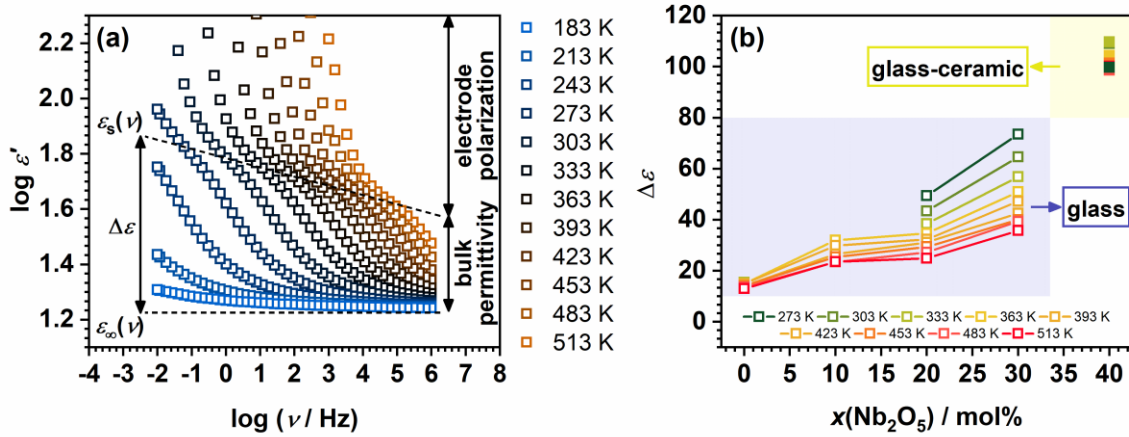 (a)
2.2
2.0
1.8
1.6
1.4
1.2
log ε′
εs(ν)
Δε
ε∞(ν)
electrode
polarization
bulk
permittivity
-4 -3 -2 -1 0 1 2 3 4 5 6 7 8
log (ν / Hz)
183 K
213 K
243 K
273 K
303 K
333 K
363 K
393 K
423 K
453 K
483 K
513 K
(b)
120
100
80
60
40
20
0
Δε
glass-ceramic
glass
273 K 303 K 333 K 363 K 393 K
423 K 453 K 483 K 513 K
0 5 10 15 20 25 30 35 40
x(Nb₂O₅) / mol%